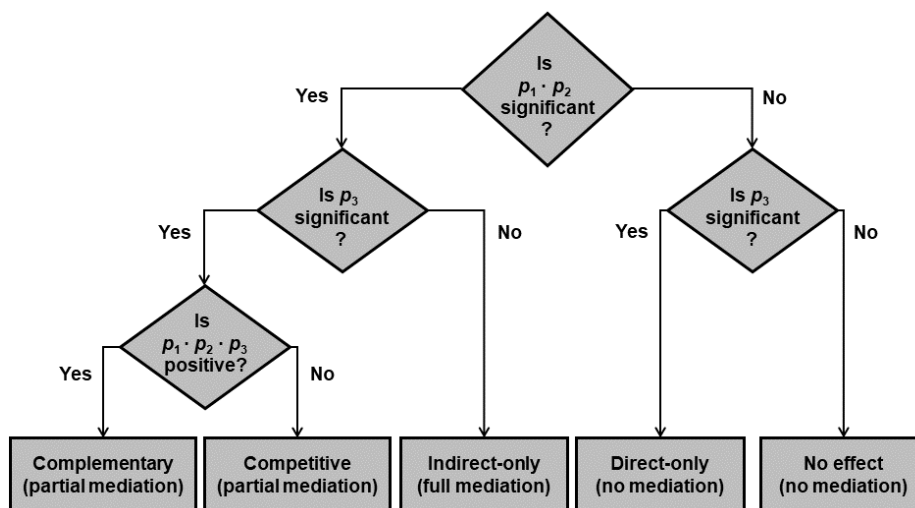 Is
p₁ · p₂
significant
?
Yes
No
Is p₃
significant
?
Is p₃
significant
?
Yes
No
Yes
No
Is
p₁ · p₂ · p₃
positive?
Yes
No
Complementary
(partial mediation)
Competitive
(partial mediation)
Indirect-only
(full mediation)
Direct-only
(no mediation)
No effect
(no mediation)